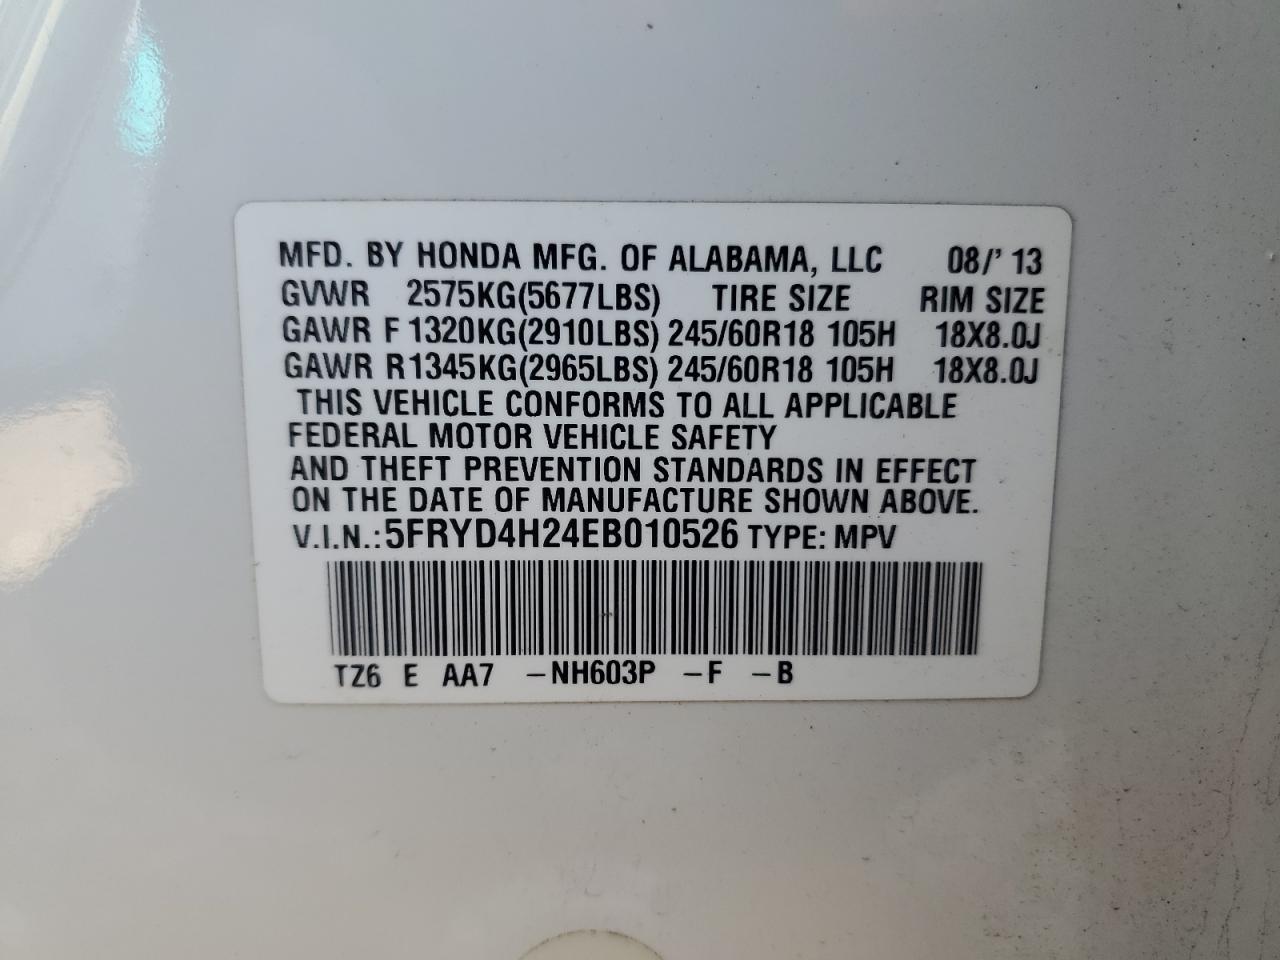 MFD. BY HONDA MFG. OF ALABAMA, LLC 08/' 13
GVWR 2575KG(5677LBS) TIRE SIZE RIM SIZE
GAWR F 1320KG(2910LBS) 245/60R18 105H 18X8.0J
GAWR R1345KG(2965LBS) 245/60R18 105H 18X8.0J
THIS VEHICLE CONFORMS TO ALL APPLICABLE
FEDERAL MOTOR VEHICLE SAFETY
AND THEFT PREVENTION STANDARDS IN EFFECT
ON THE DATE OF MANUFACTURE SHOWN ABOVE.
V.I.N.: 5FRYD4H24EB010526 TYPE: MPV
TZ6 E AA7 -NH603P -F -B